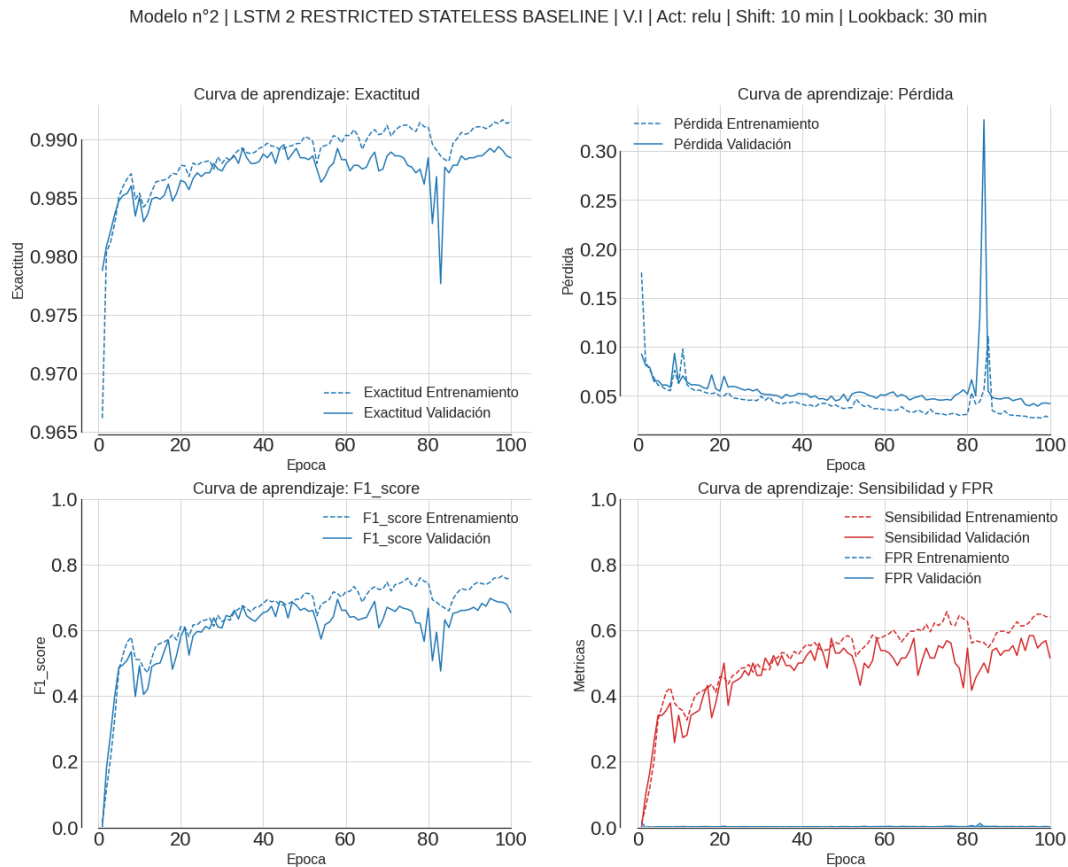 Modelo n°2 | LSTM 2 RESTRICTED STATELESS BASELINE | V.I | Act: relu | Shift: 10 min | Lookback: 30 min
Curva de aprendizaje: Exactitud
0.990
0.985
0.980
0.975
0.970
0.965
Exactitud
Exactitud Entrenamiento
Exactitud Validación
0
20
40
60
80
100
Epoca
Curva de aprendizaje: Pérdida
Pérdida Entrenamiento
Pérdida Validación
0.30
0.25
0.20
0.15
0.10
0.05
Pérdida
0
20
40
60
80
100
Epoca
Curva de aprendizaje: F1_score
1.0
0.8
0.6
0.4
0.2
0.0
F1_score
F1_score Entrenamiento
F1_score Validación
0
20
40
60
80
100
Epoca
Curva de aprendizaje: Sensibilidad y FPR
1.0
0.8
0.6
0.4
0.2
0.0
Metricas
Sensibilidad Entrenamiento
Sensibilidad Validación
FPR Entrenamiento
FPR Validación
0
20
40
60
80
100
Epoca